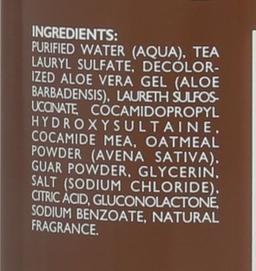 INGREDIENTS:
PURIFIED WATER (AQUA), TEA
LAURYL SULFATE, DECOLOR-
IZED ALOE VERA GEL (ALOE
BARBADENSIS), LAURETH SULFOS-
UCCINATE, COCAMIDOPROPYL
HYDROXYSULTAINE,
COCAMIDE MEA, OATMEAL
POWDER (AVENA SATIVA),
GUAR POWDER, GLYCERIN,
SALT (SODIUM CHLORIDE),
CITRIC ACID, GLUCONOLACTONE,
SODIUM BENZOATE, NATURAL
FRAGRANCE.